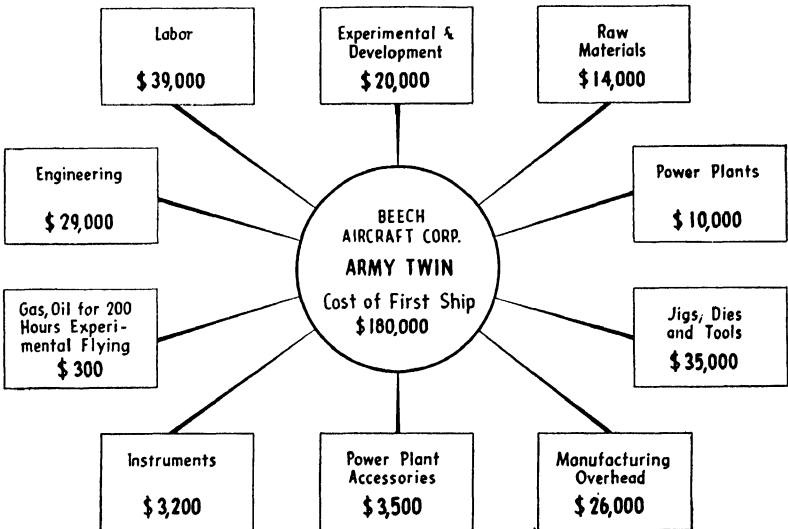 Labor
$39,000
Experimental &
Development
$20,000
Raw
Materials
$14,000
Engineering
$29,000
Power Plants
$10,000
BEECH
AIRCRAFT CORP.
ARMY TWIN
Cost of First Ship
$180,000
Gas, Oil for 200
Hours Experi-
mental Flying
$300
Jigs, Dies
and Tools
$35,000
Instruments
$3,200
Power Plant
Accessories
$3,500
Manufacturing
Overhead
$26,000